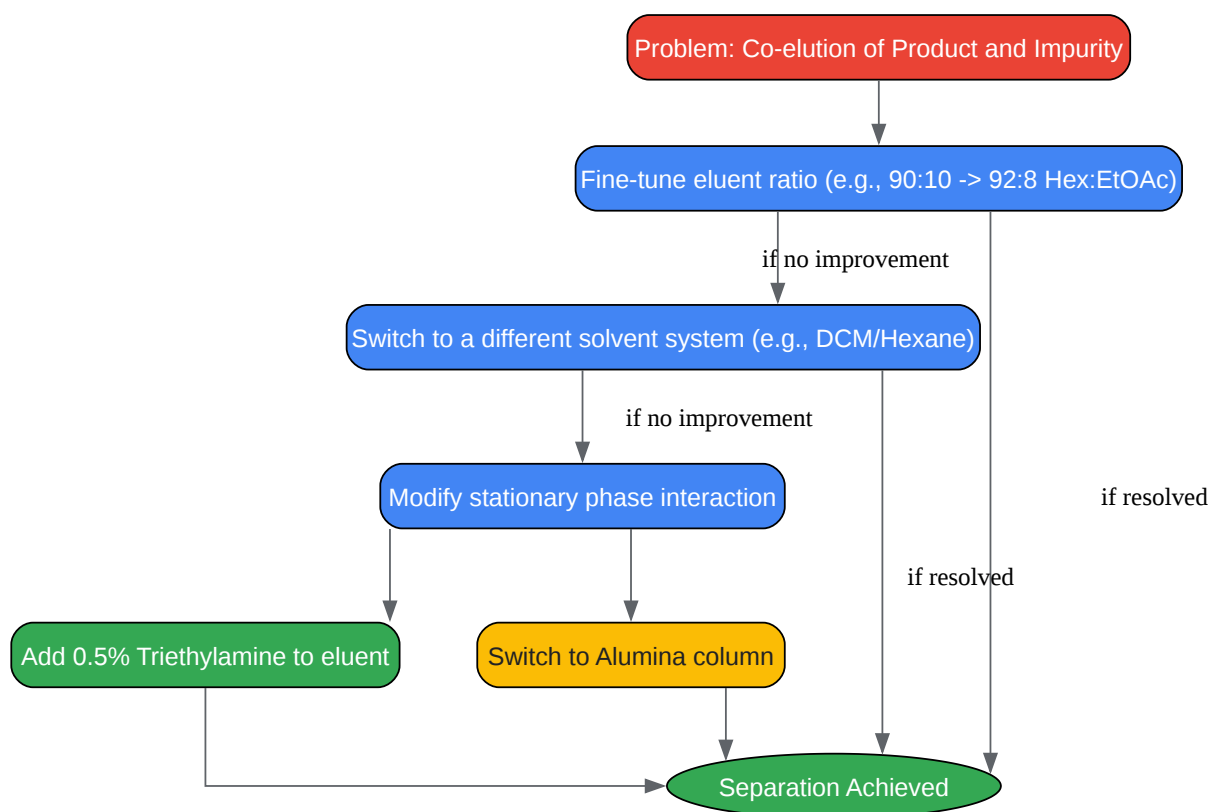 Problem: Co-elution of Product and Impurity
Fine-tune eluent ratio (e.g., 90:10 -> 92:8 Hex:EtOAc)
if no improvement
Switch to a different solvent system (e.g., DCM/Hexane)
if no improvement
Modify stationary phase interaction
if resolved
if resolved
Add 0.5% Triethylamine to eluent
Switch to Alumina column
Separation Achieved